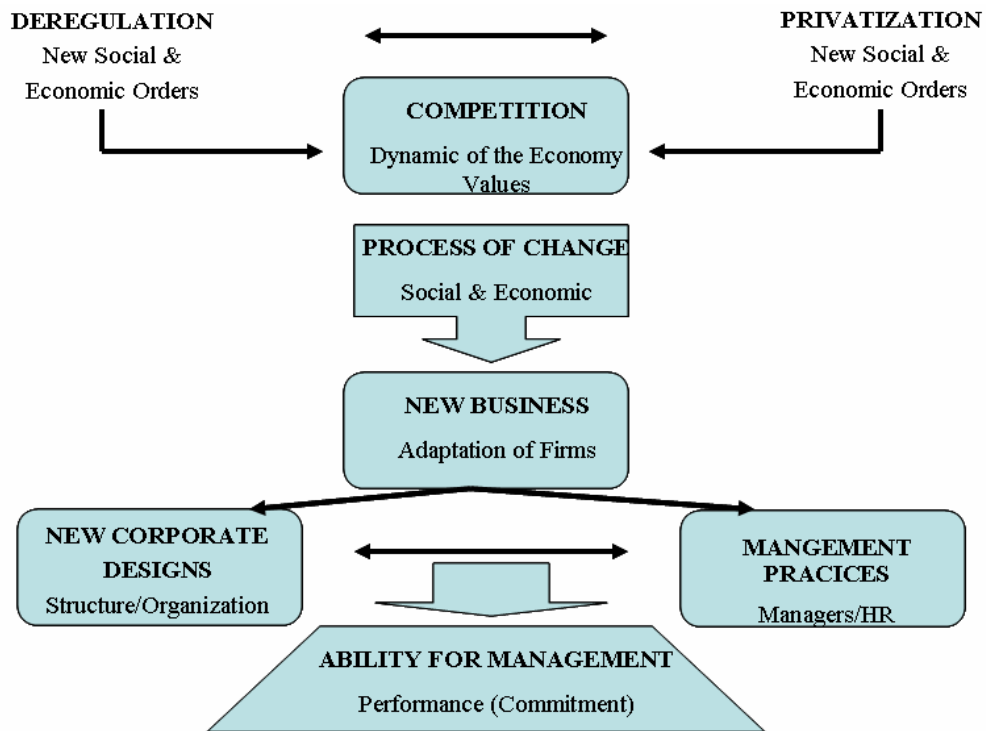 DEREGULATION
New Social &
Economic Orders
PRIVATIZATION
New Social &
Economic Orders
COMPETITION
Dynamic of the Economy
Values
PROCESS OF CHANGE
Social & Economic
NEW BUSINESS
Adaptation of Firms
NEW CORPORATE
DESIGNS
Structure/Organization
MANGEMENT
PRACICES
Managers/HR
ABILITY FOR MANAGEMENT
Performance (Commitment)